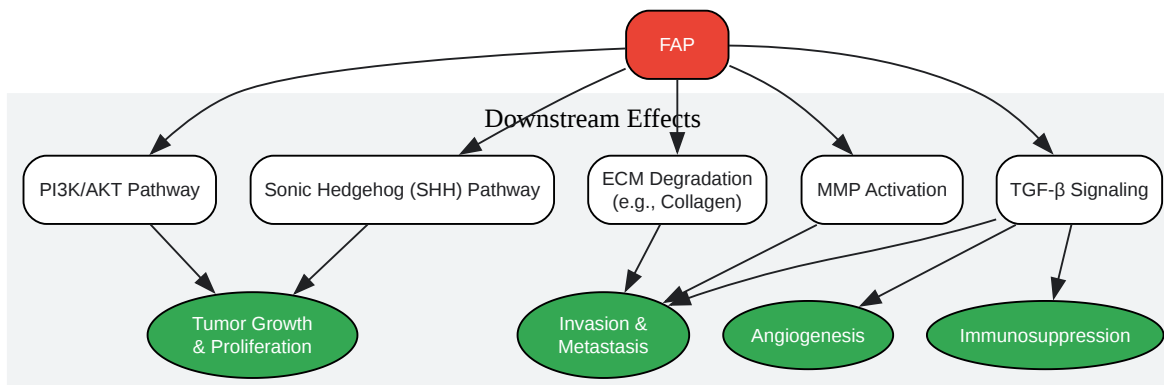 FAP
Downstream Effects
PI3K/AKT Pathway
Sonic Hedgehog (SHH) Pathway
ECM Degradation
(e.g., Collagen)
MMP Activation
TGF-β Signaling
Tumor Growth
& Proliferation
Invasion &
Metastasis
Angiogenesis
Immunosuppression